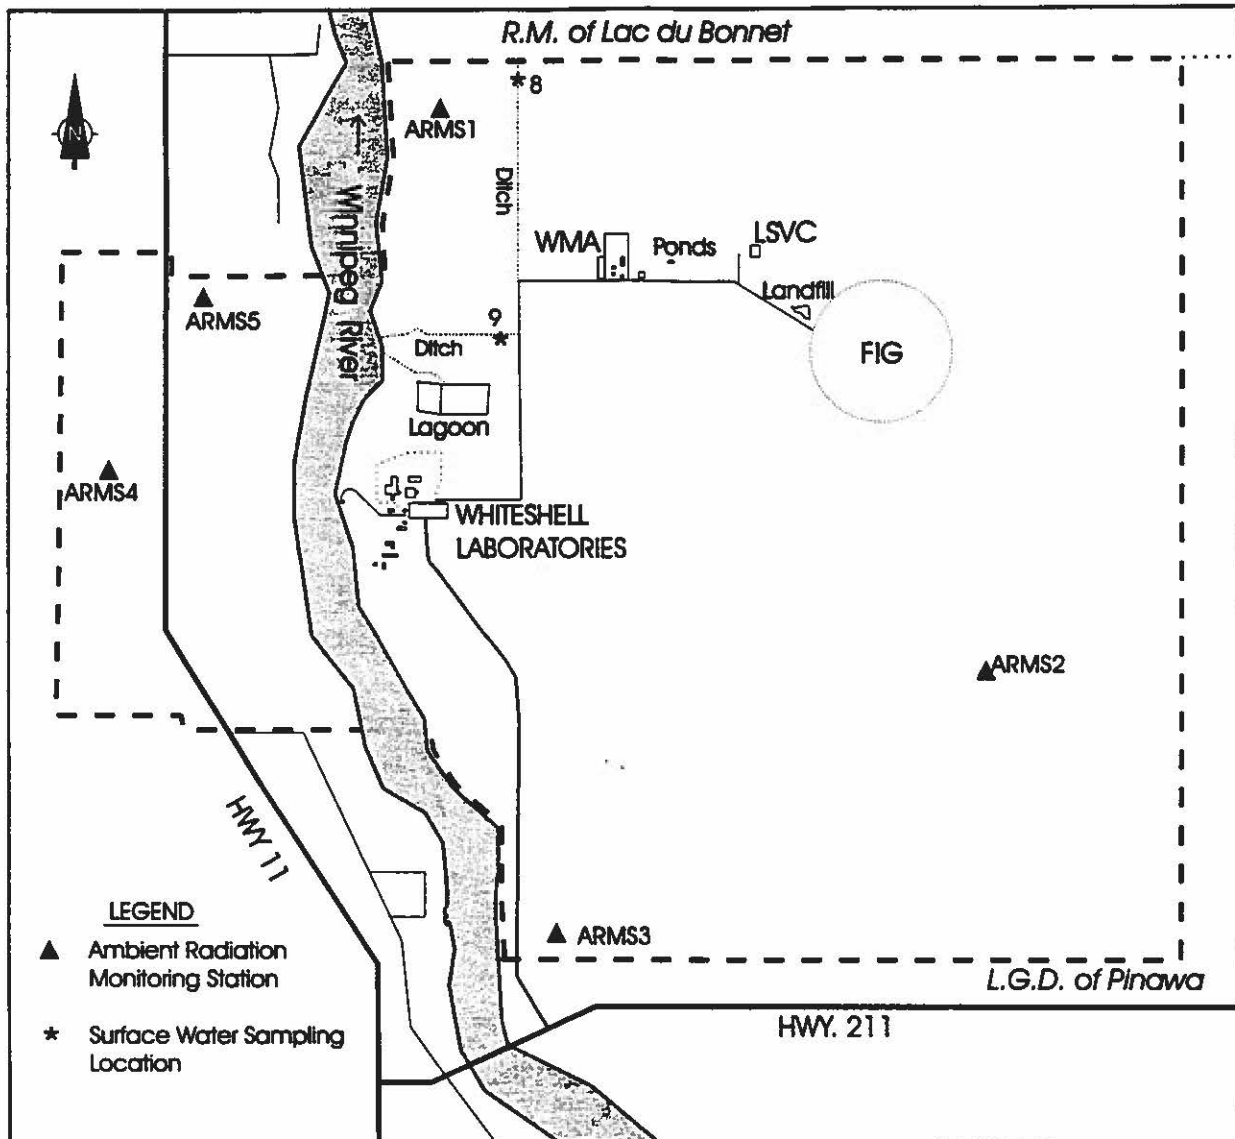 R.M. of Lac du Bonnet
8
ARMS1
N
Ditch
Winnipeg River
WMA
Ponds
LSVC
Landfill
ARMS5
9
Ditch
FIG
Lagoon
ARMS4
WHITESHELL
LABORATORIES
ARMS2
HWY 11
LEGEND
Ambient Radiation
Monitoring Station
ARMS3
L.G.D. of Pinawa
Surface Water Sampling
Location
HWY. 211